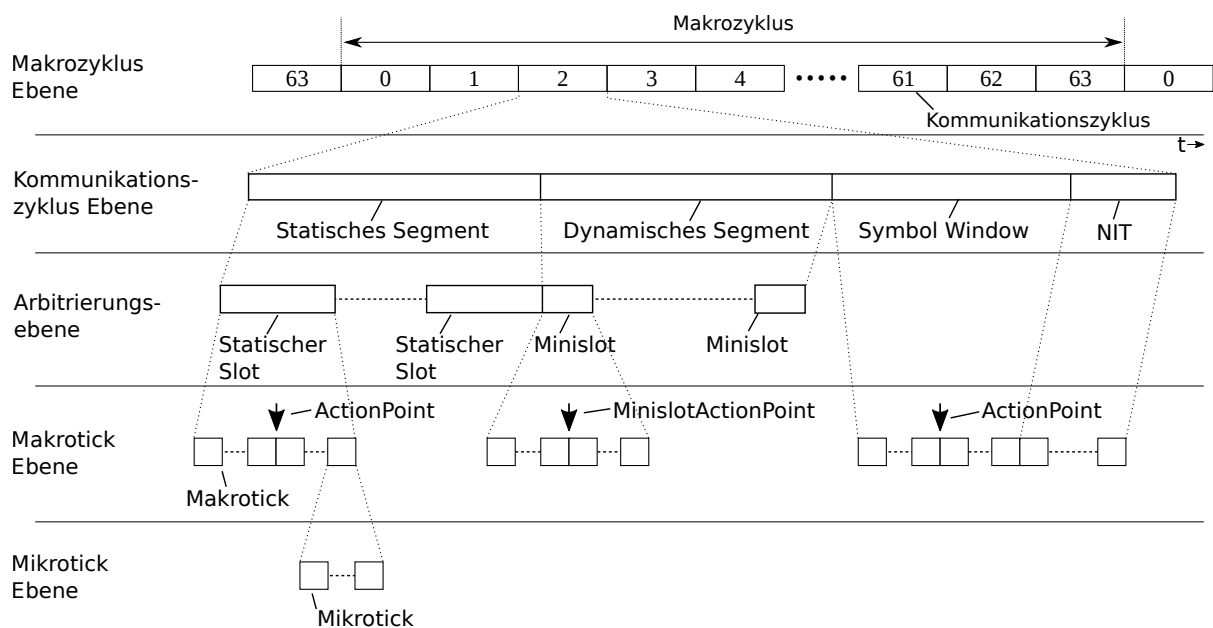 Makrozyklus
Makrozyklus
Ebene
63 0 1 2 3 4 ····· 61 62 63 0
Kommunikationszyklus
t→
Kommunikations-
zyklus Ebene
Statisches Segment Dynamisches Segment Symbol Window NIT
Arbitrierungs-
ebene
Statischer Statischer Minislot Minislot
Slot Slot
ActionPoint MinislotActionPoint ActionPoint
Makrotick
Ebene
Makrotick
Mikrotick
Ebene
Mikrotick